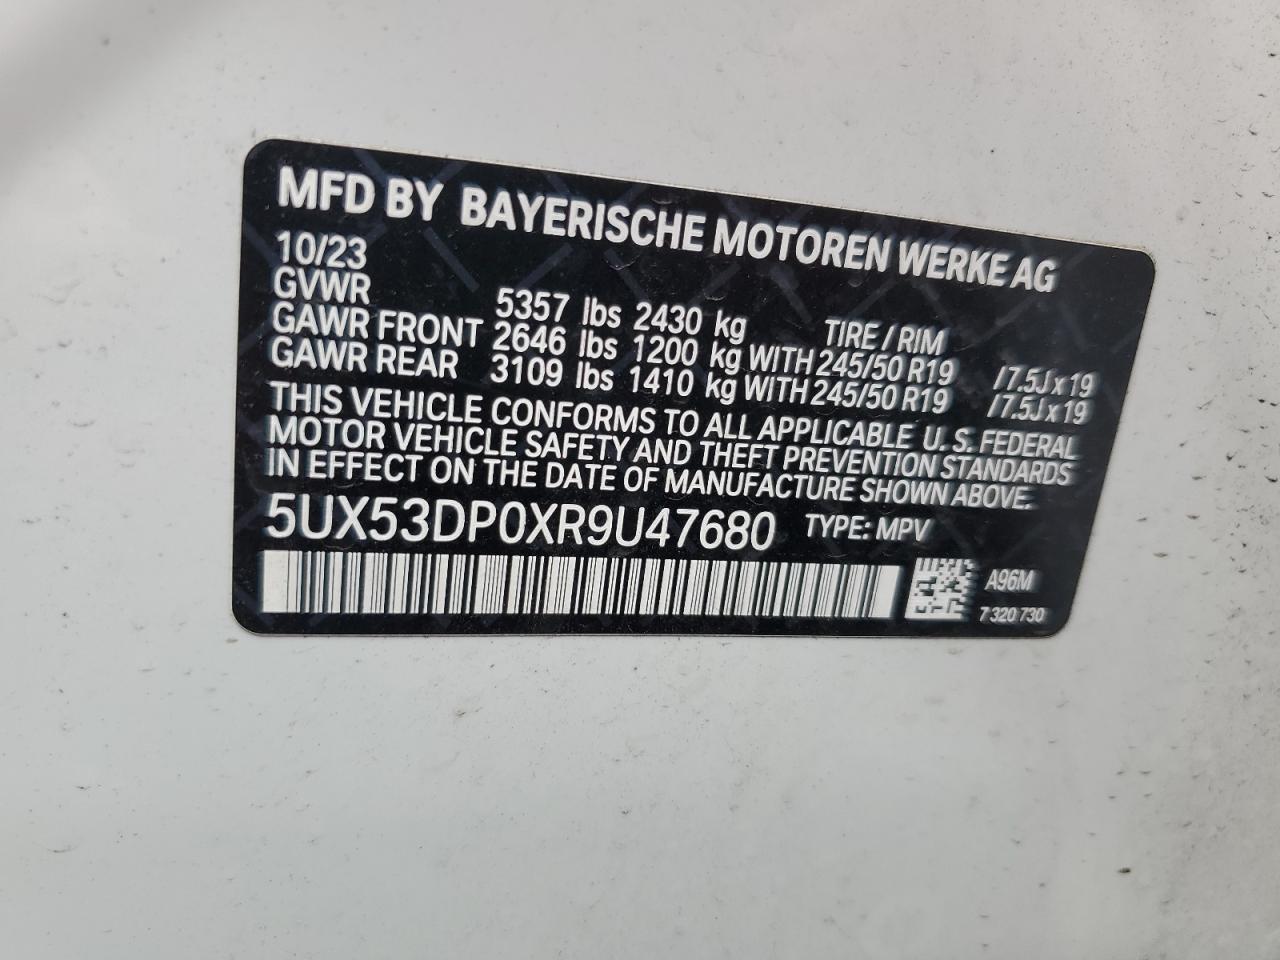 MFD BY BAYERISCHE MOTOREN WERKE AG
10/23
GVWR 5357 lbs 2430 kg TIRE / RIM
GAWR FRONT 2646 lbs 1200 kg WITH 245/50 R19 / 7.5J x 19
GAWR REAR 3109 lbs 1410 kg WITH 245/50 R19 / 7.5J x 19
THIS VEHICLE CONFORMS TO ALL APPLICABLE U. S. FEDERAL
MOTOR VEHICLE SAFETY AND THEFT PREVENTION STANDARDS
IN EFFECT ON THE DATE OF MANUFACTURE SHOWN ABOVE.
5UX53DP0XR9U47680 TYPE: MPV
A96M
7 320 730